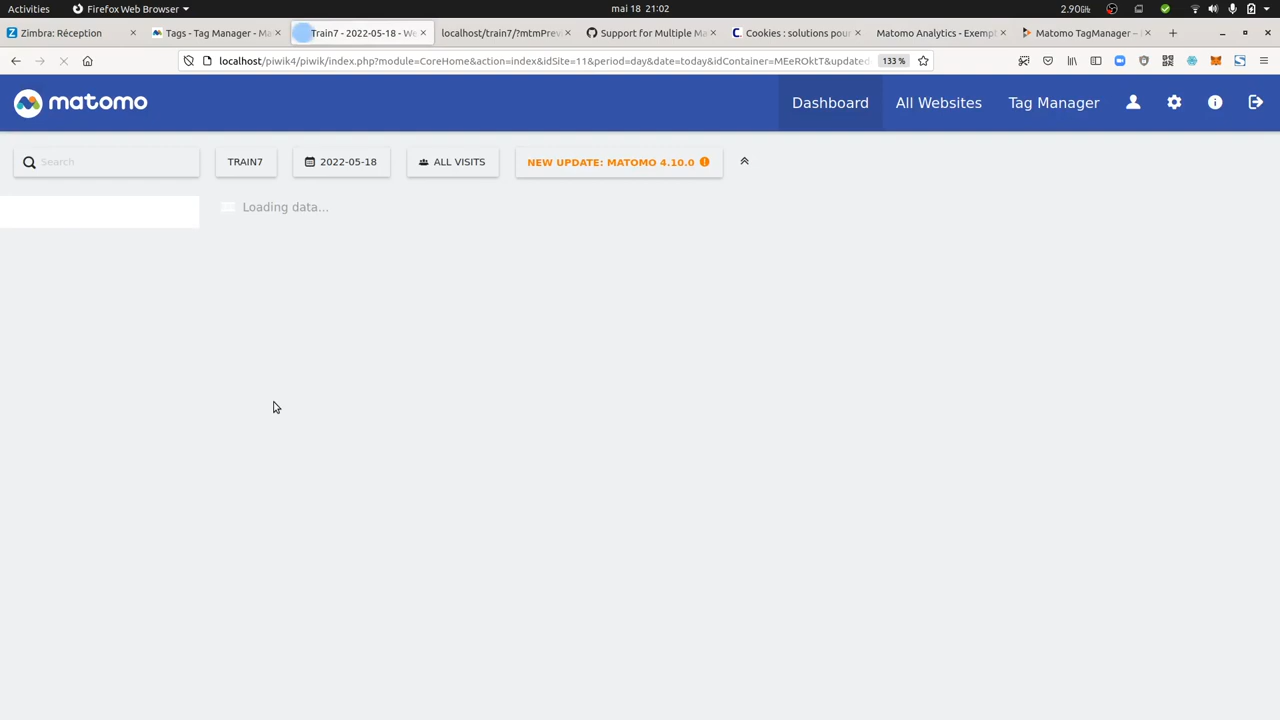 Activities Firefox Web Browser mai 18 21:02 2.90GHz
Zimbra: Réception Tags - Tag Manager - Ma Train7 - 2022-05-18 - We localhost/train7/?mtmPrev Support for Multiple Ma Cookies : solutions pour Matomo Analytics - Exempl Matomo TagManager –
localhost/piwik4/piwik/index.php?module=CoreHome&action=index&idSite=11&period=day&date=today&idContainer=MEeROktT&updated 133 %
matomo Dashboard All Websites Tag Manager
Search TRAIN7 2022-05-18 ALL VISITS NEW UPDATE: MATOMO 4.10.0
Loading data...